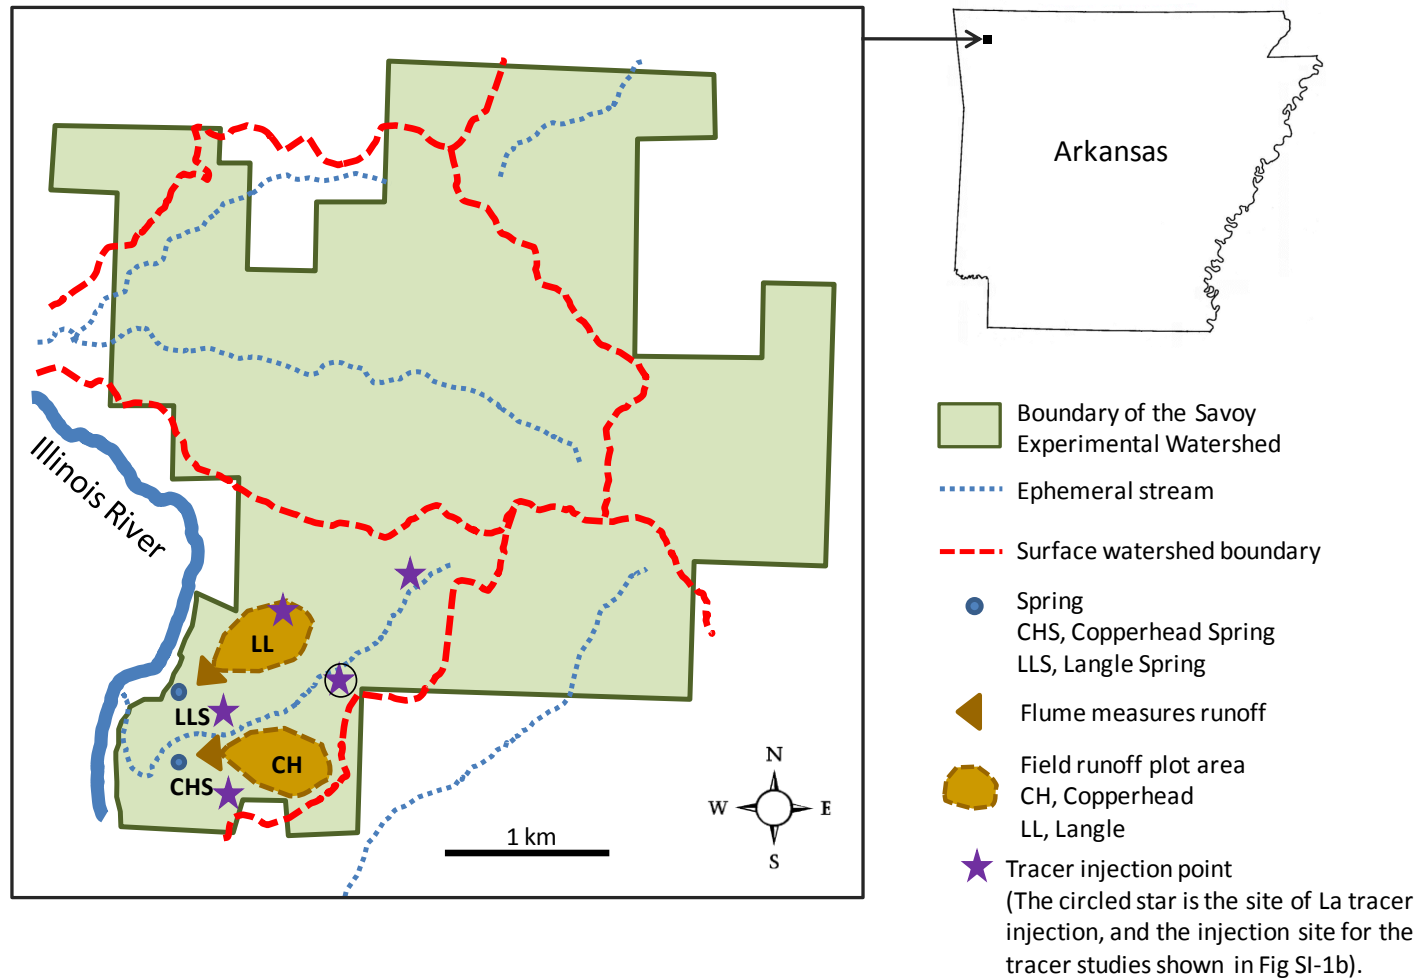 Arkansas
Illinois River
LL
LLS
CH
CHS
1 km
N
W
E
S
Boundary of the Savoy
Experimental Watershed
Ephemeral stream
Surface watershed boundary
Spring
CHS, Copperhead Spring
LLS, Langle Spring
Flume measures runoff
Field runoff plot area
CH, Copperhead
LL, Langle
Tracer injection point
(The circled star is the site of La tracer
injection, and the injection site for the
tracer studies shown in Fig SI-1b).